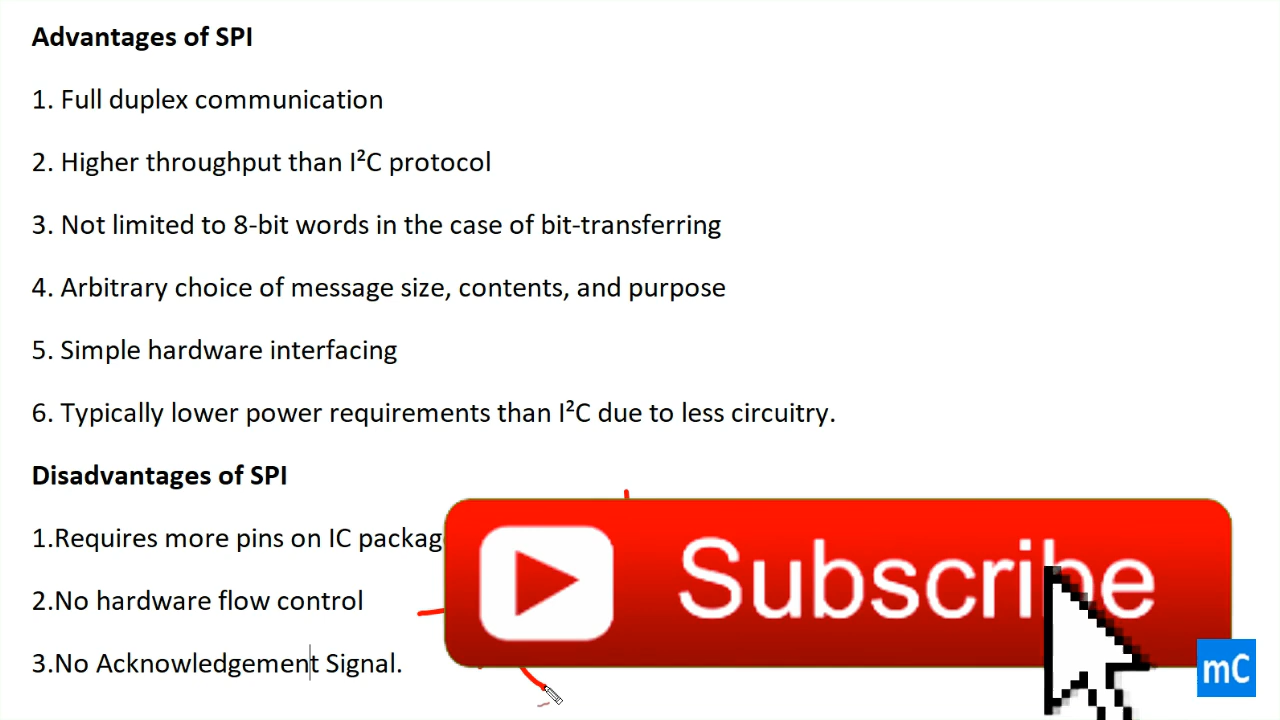 Advantages of SPI
1. Full duplex communication
2. Higher throughput than I²C protocol
3. Not limited to 8-bit words in the case of bit-transferring
4. Arbitrary choice of message size, contents, and purpose
5. Simple hardware interfacing
6. Typically lower power requirements than I²C due to less circuitry.
Disadvantages of SPI
1.Requires more pins on IC
Subscribe
2.No hardware flow control
3.No Acknowledgement Signal.
mC